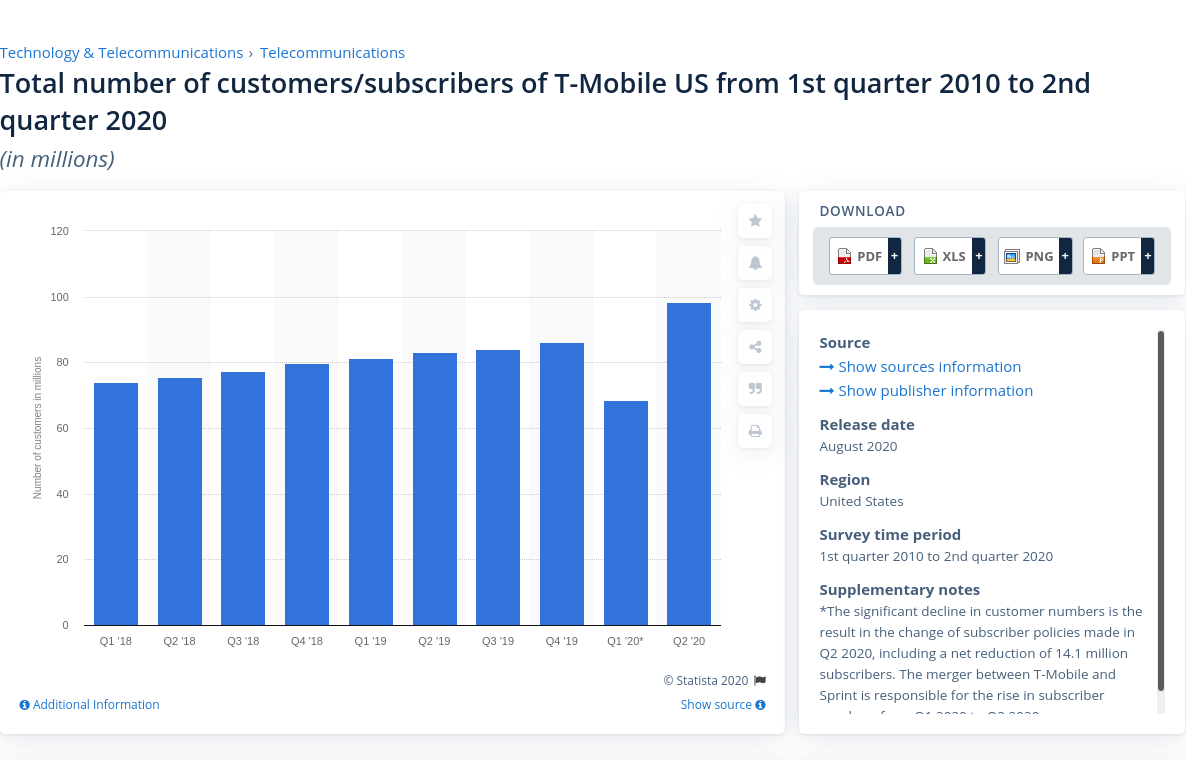 Technology & Telecommunications › Telecommunications
Total number of customers/subscribers of T-Mobile US from 1st quarter 2010 to 2nd
quarter 2020
(in millions)
120
100
80
60
40
20
0
Number of customers in millions
Q1 '18
Q2 '18
Q3 '18
Q4 '18
Q1 '19
Q2 '19
Q3 '19
Q4 '19
Q1 '20*
Q2 '20
© Statista 2020
Additional Information
Show source
DOWNLOAD
PDF +
XLS +
PNG +
PPT +
Source
Show sources information
Show publisher information
Release date
August 2020
Region
United States
Survey time period
1st quarter 2010 to 2nd quarter 2020
Supplementary notes
*The significant decline in customer numbers is the
result in the change of subscriber policies made in
Q2 2020, including a net reduction of 14.1 million
subscribers. The merger between T-Mobile and
Sprint is responsible for the rise in subscriber